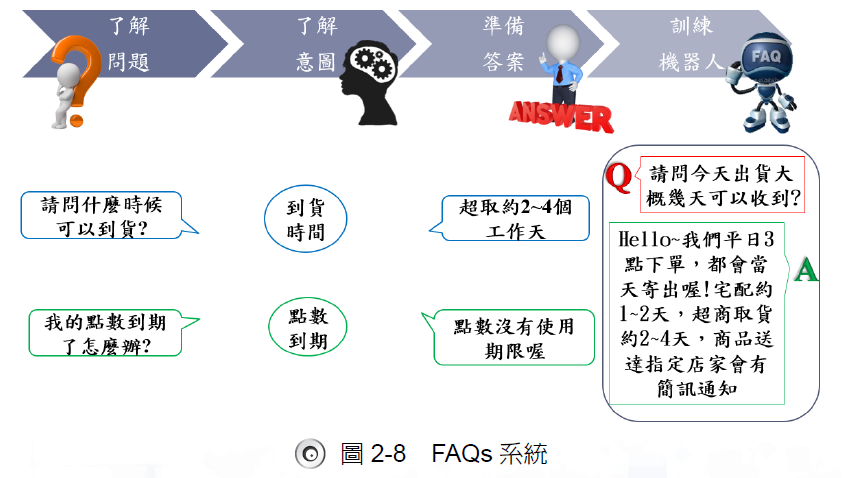 了解
問題
了解
意圖
準備
答案
訓練
機器人
FAQ
ANSWER
請問什麼時候
可以到貨?
到貨
時間
超取約2~4個
工作天
我的點數到期
了怎麼辦?
點數
到期
點數沒有使用
期限喔
Q
請問今天出貨大
概幾天可以收到?
Hello~我們平日3
點下單，都會當
天寄出喔!宅配約
1~2天，超商取貨
約2~4天，商品送
達指定店家會有
簡訊通知
A
圖 2-8 FAQs 系統